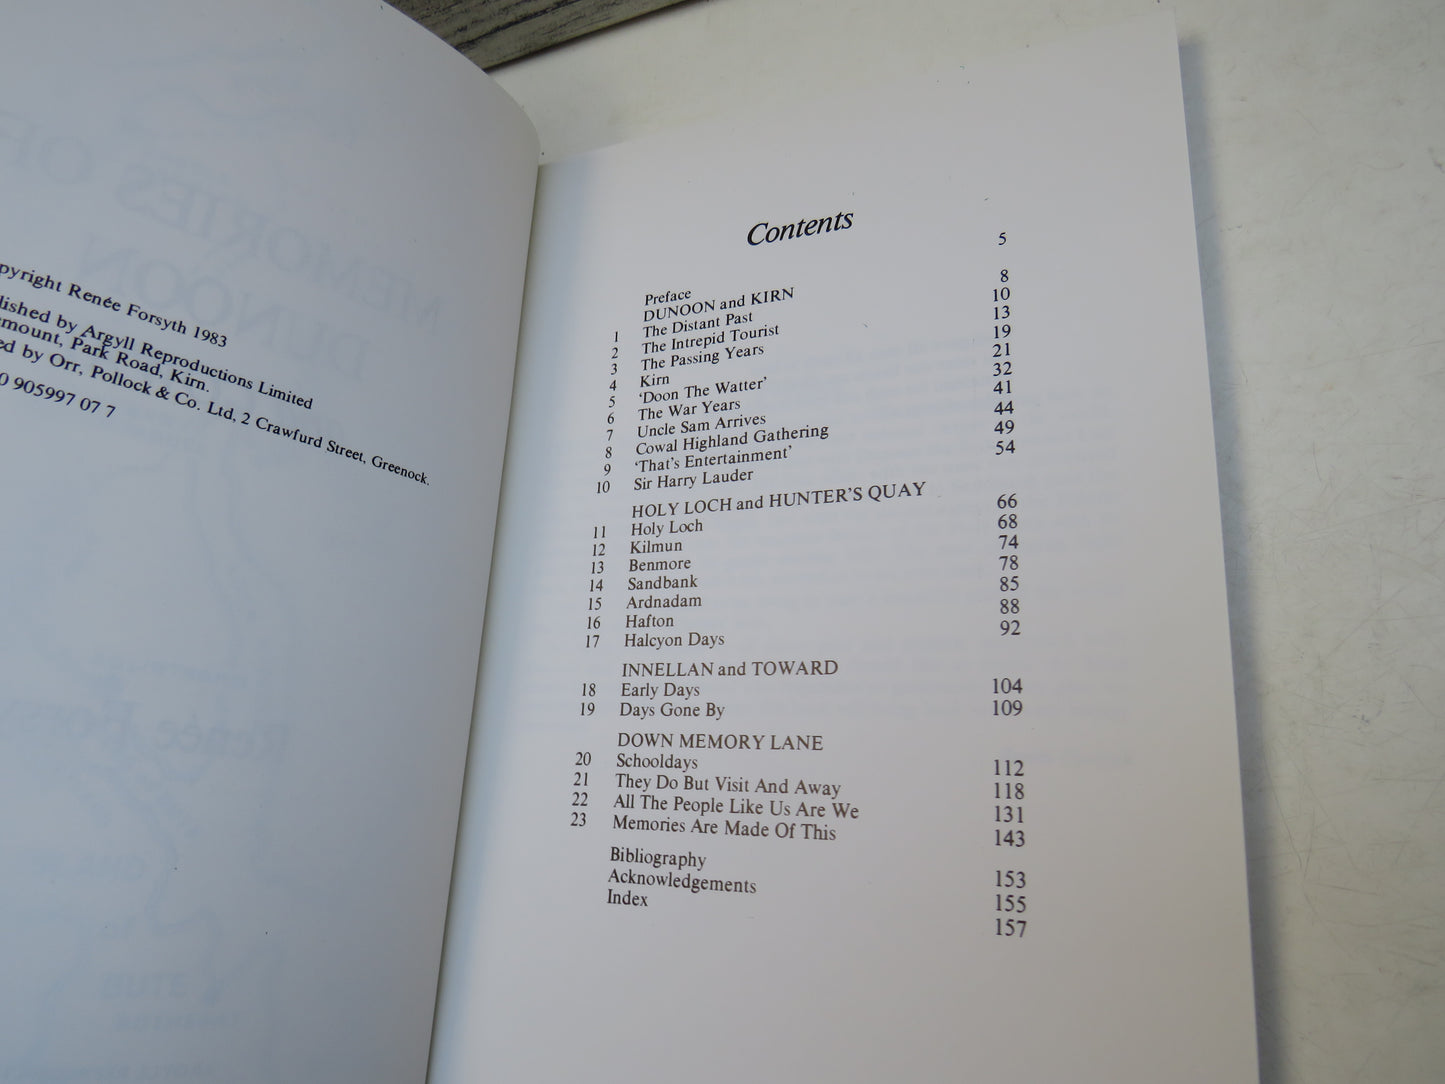 pyright Renée Forsyth 1983
lished by Argyll Reproductions Limited
emount, Park Road, Kirn.
ed by Orr, Pollock & Co. Ltd, 2 Crawfurd Street, Greenock.
0 905997 07 7
Contents
Preface 5
DUNOON and KIRN
1 The Distant Past 8
2 The Intrepid Tourist 10
3 The Passing Years 13
4 Kirn 19
5 'Doon The Watter' 21
6 The War Years 32
7 Uncle Sam Arrives 41
8 Cowal Highland Gathering 44
9 'That's Entertainment' 49
10 Sir Harry Lauder 54
HOLY LOCH and HUNTER'S QUAY
11 Holy Loch 66
12 Kilmun 68
13 Benmore 74
14 Sandbank 78
15 Ardnadam 85
16 Hafton 88
17 Halcyon Days 92
INNELLAN and TOWARD
18 Early Days 104
19 Days Gone By 109
DOWN MEMORY LANE
20 Schooldays 112
21 They Do But Visit And Away 118
22 All The People Like Us Are We 131
23 Memories Are Made Of This 143
Bibliography 153
Acknowledgements 155
Index 157